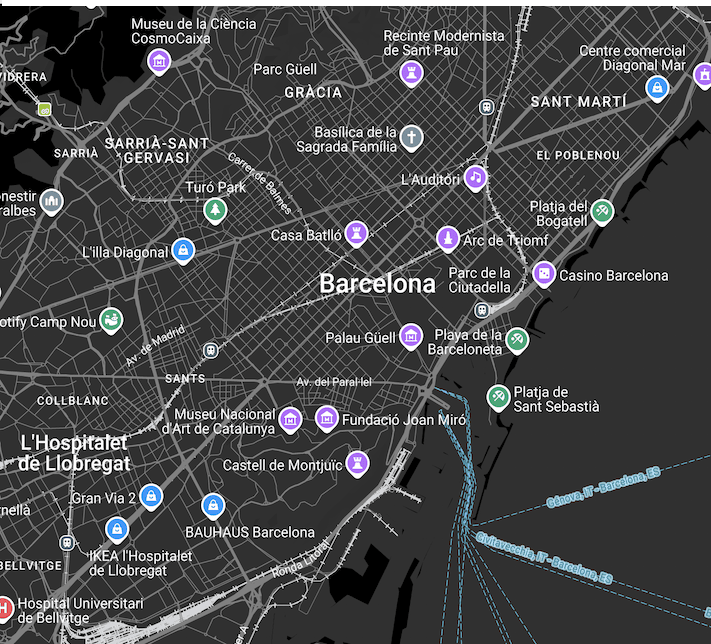 Museu de la Ciència
CosmoCaixa
Recinte Modernista
de Sant Pau
Centre comercial
Diagonal Mar
VIDRERA
Parc Güell
GRÀCIA
SANT MARTÍ
Basílica de la
Sagrada Família
SARRIÀ-SANT
GERVASI
SARRIÀ
EL POBLENOU
Carrer de Balmes
L'Auditori
Turó Park
onestir
ralbes
Platja del
Bogatell
Casa Batlló
Arc de Triomf
L'illa Diagonal
Parc de la
Ciutadella
Casino Barcelona
Barcelona
otify Camp Nou
Av. de Madrid
Palau Güell
Playa de la
Barceloneta
SANTS
Av. del Paral·lel
COLLBLANC
Platja de
Sant Sebastià
Museu Nacional
d'Art de Catalunya
Fundació Joan Miró
L'Hospitalet
de Llobregat
Castell de Montjuïc
Gran Via 2
Génova, IT - Barcelona, ES
rnellà
BAUHAUS Barcelona
Civitavecchia, IT - Barcelona, ES
IKEA l'Hospitalet
de Llobregat
BELLVITGE
Ronda Litoral
H
Hospital Universitari
de Bellvitge
er-A